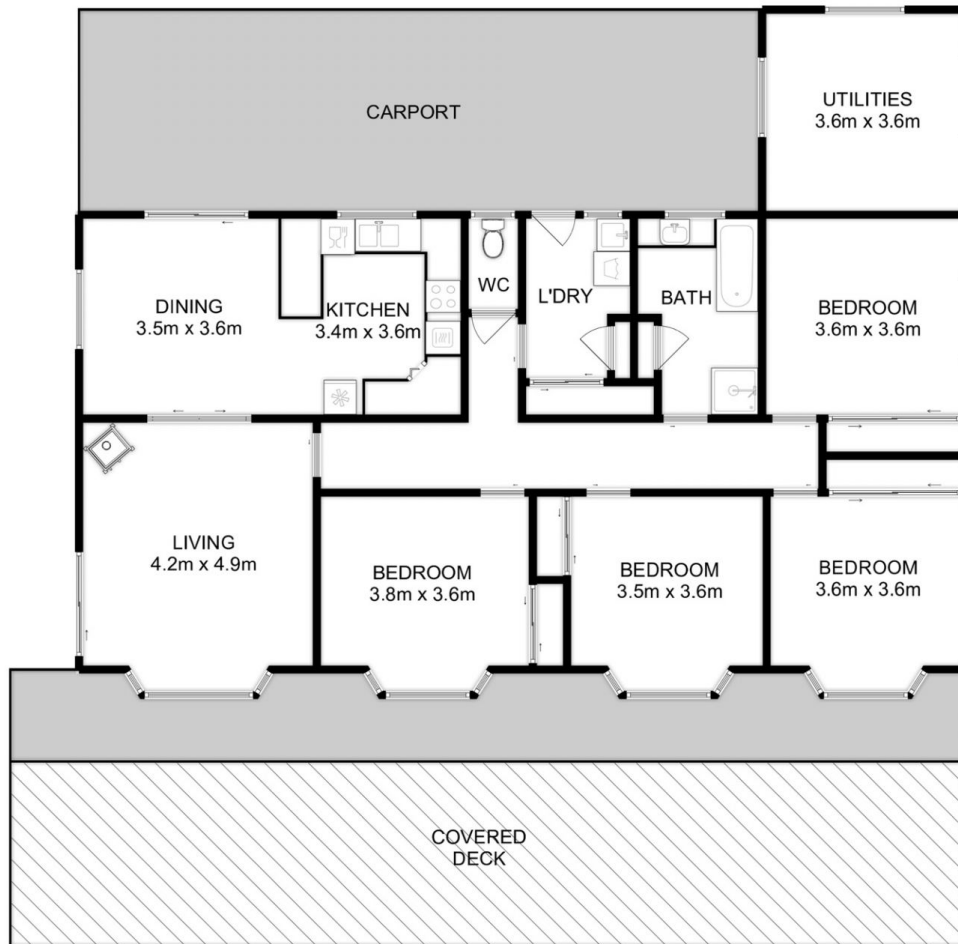 CARPORT
UTILITIES
3.6m x 3.6m
DINING
3.5m x 3.6m
KITCHEN
3.4m x 3.6m
WC
L'DRY
BATH
BEDROOM
3.6m x 3.6m
LIVING
4.2m x 4.9m
BEDROOM
3.8m x 3.6m
BEDROOM
3.5m x 3.6m
BEDROOM
3.6m x 3.6m
COVERED
DECK